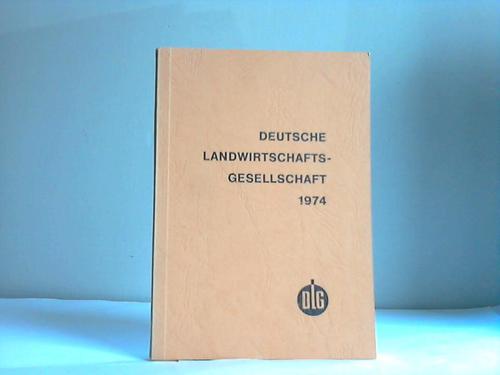 DEUTSCHE
LANDWIRTSCHAFTS-
GESELLSCHAFT
1974
DLG